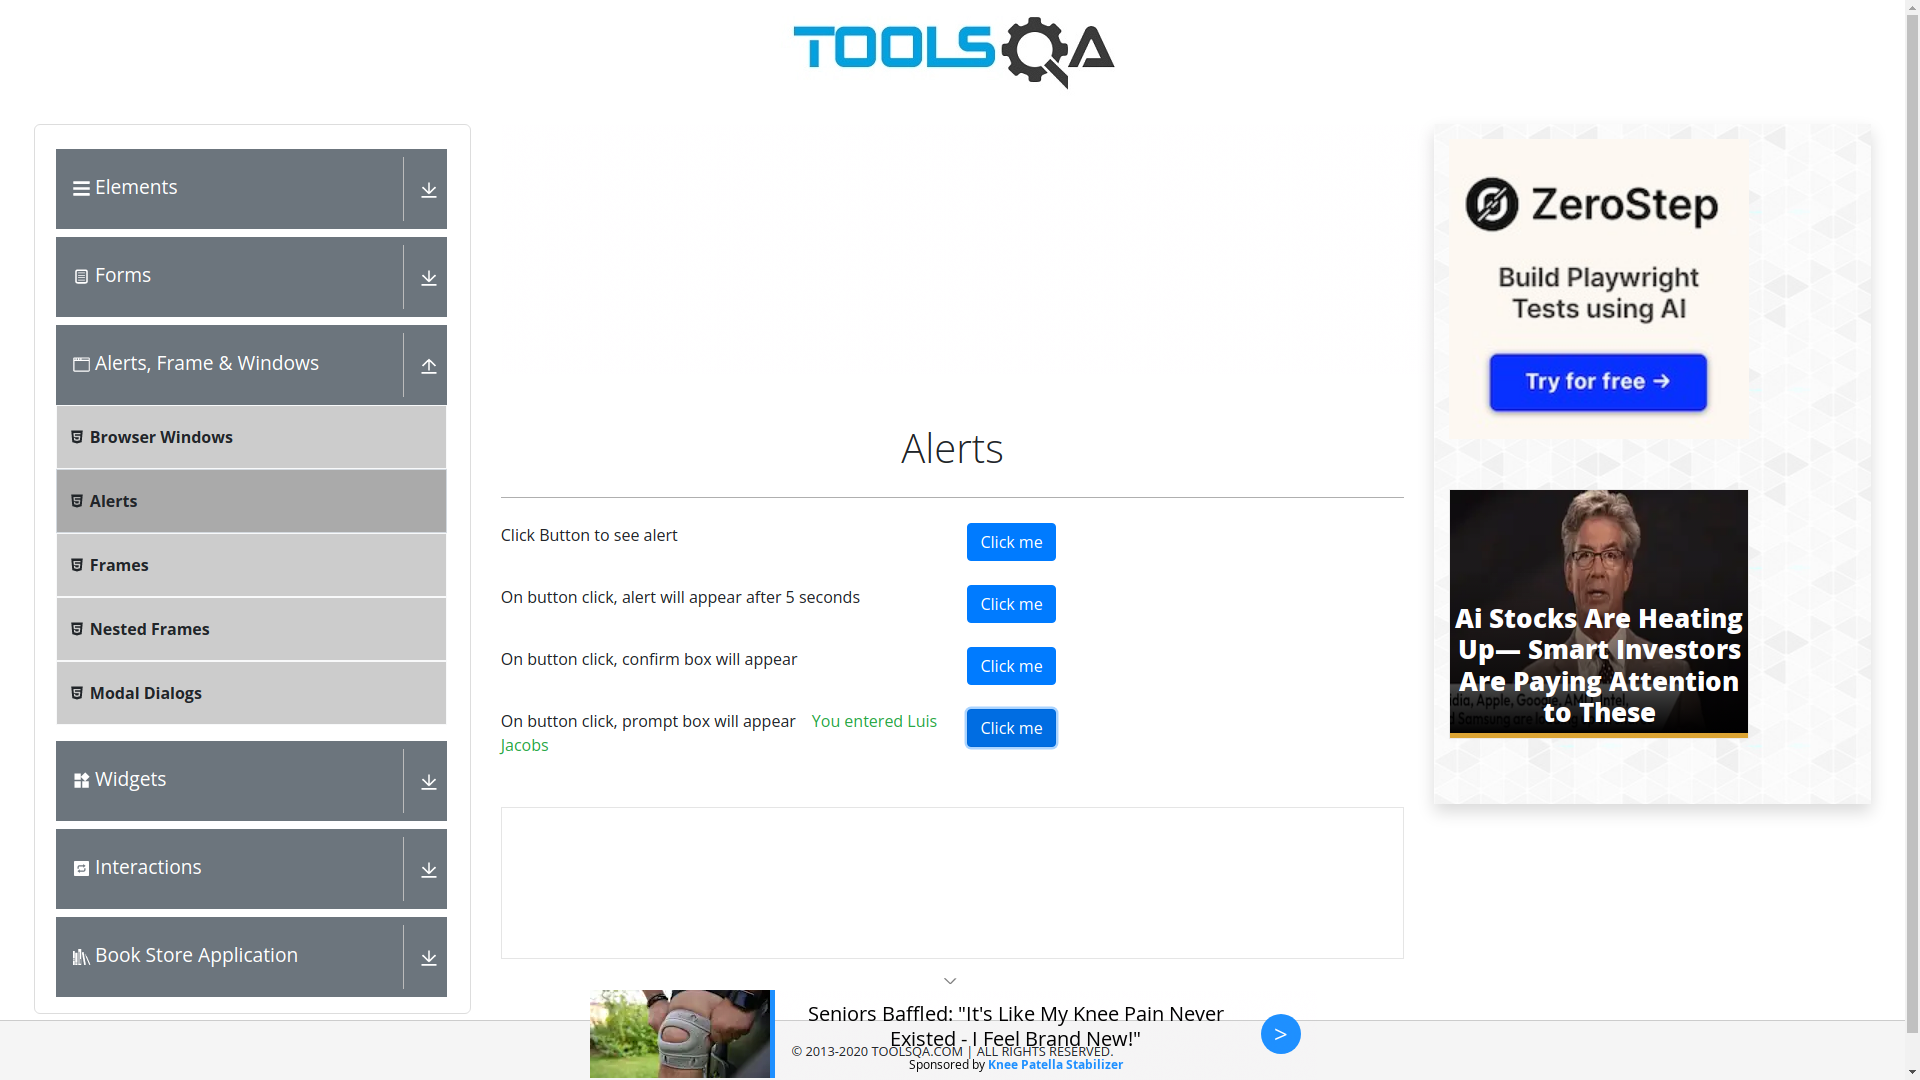 TOOLSQA
Elements
Forms
Alerts, Frame & Windows
Browser Windows
Alerts
Frames
Nested Frames
Modal Dialogs
Widgets
Interactions
Book Store Application
Alerts
Click Button to see alert
Click me
On button click, alert will appear after 5 seconds
Click me
On button click, confirm box will appear
Click me
On button click, prompt box will appear You entered Luis
Jacobs
Click me
ZeroStep
Build Playwright
Tests using AI
Try for free →
Ai Stocks Are Heating
Up— Smart Investors
Are Paying Attention
to These
Seniors Baffled: "It's Like My Knee Pain Never
Existed - I Feel Brand New!"
>
© 2013-2020 TOOLSQA.COM | ALL RIGHTS RESERVED.
Sponsored by Knee Patella Stabilizer